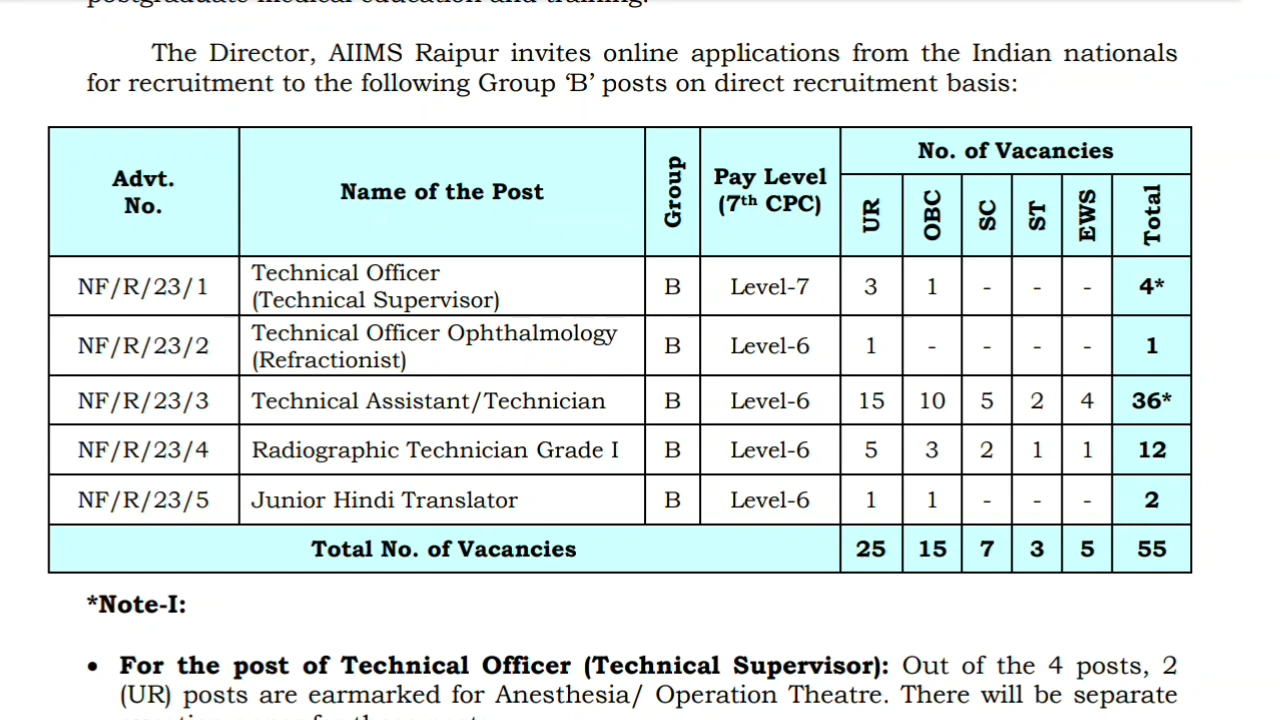 postgraduate medical education and training.
The Director, AIIMS Raipur invites online applications from the Indian nationals
for recruitment to the following Group ‘B’ posts on direct recruitment basis:
Advt. No. Name of the Post Group Pay Level (7th CPC) No. of Vacancies
UR OBC SC ST EWS Total
NF/R/23/1 Technical Officer (Technical Supervisor) B Level-7 3 1 - - - 4*
NF/R/23/2 Technical Officer Ophthalmology (Refractionist) B Level-6 1 - - - - 1
NF/R/23/3 Technical Assistant/Technician B Level-6 15 10 5 2 4 36*
NF/R/23/4 Radiographic Technician Grade I B Level-6 5 3 2 1 1 12
NF/R/23/5 Junior Hindi Translator B Level-6 1 1 - - - 2
Total No. of Vacancies 25 15 7 3 5 55
*Note-I:
• For the post of Technical Officer (Technical Supervisor): Out of the 4 posts, 2
(UR) posts are earmarked for Anesthesia/ Operation Theatre. There will be separate